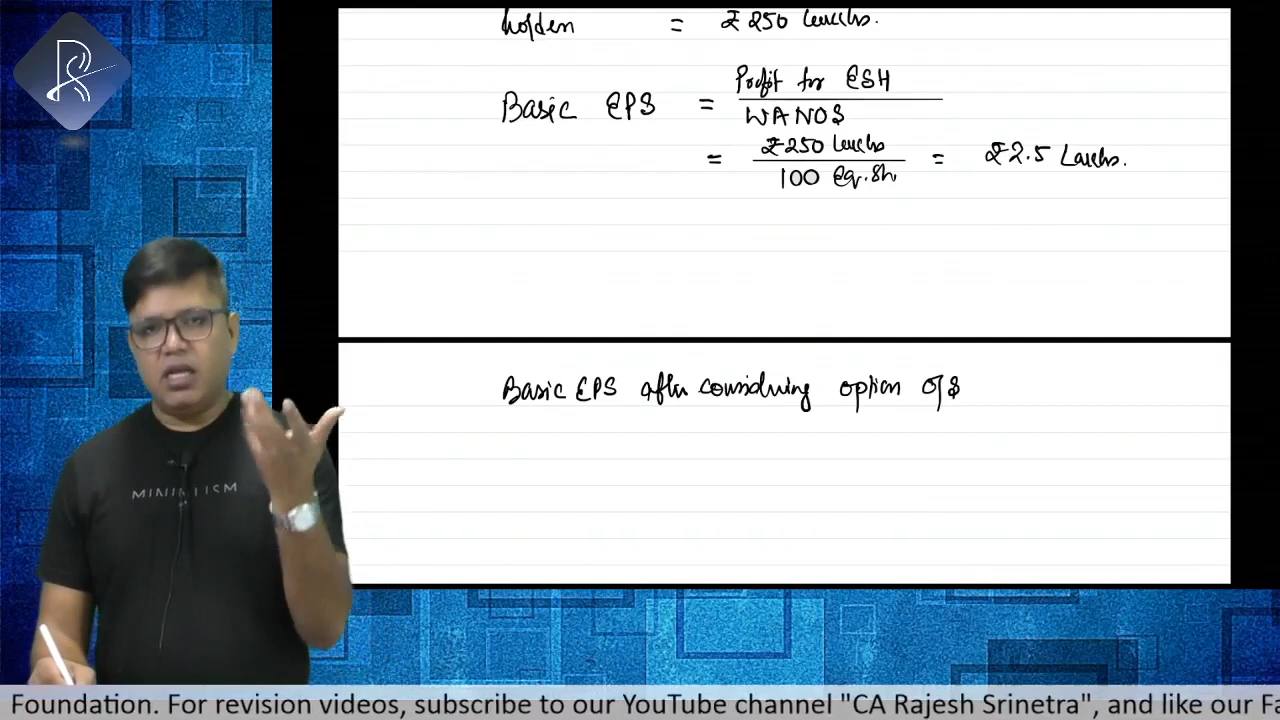 holders = ₹250 Lakhs.
Basic EPS = Profit for ESH
WANOS
= ₹250 Lakhs = ₹2.5 Lakhs.
100 Eq.Sh
Basic EPS after considering option O/S
MINIM
Foundation. For revision videos, subscribe to our YouTube channel "CA Rajesh Srinetra", and like our Fa